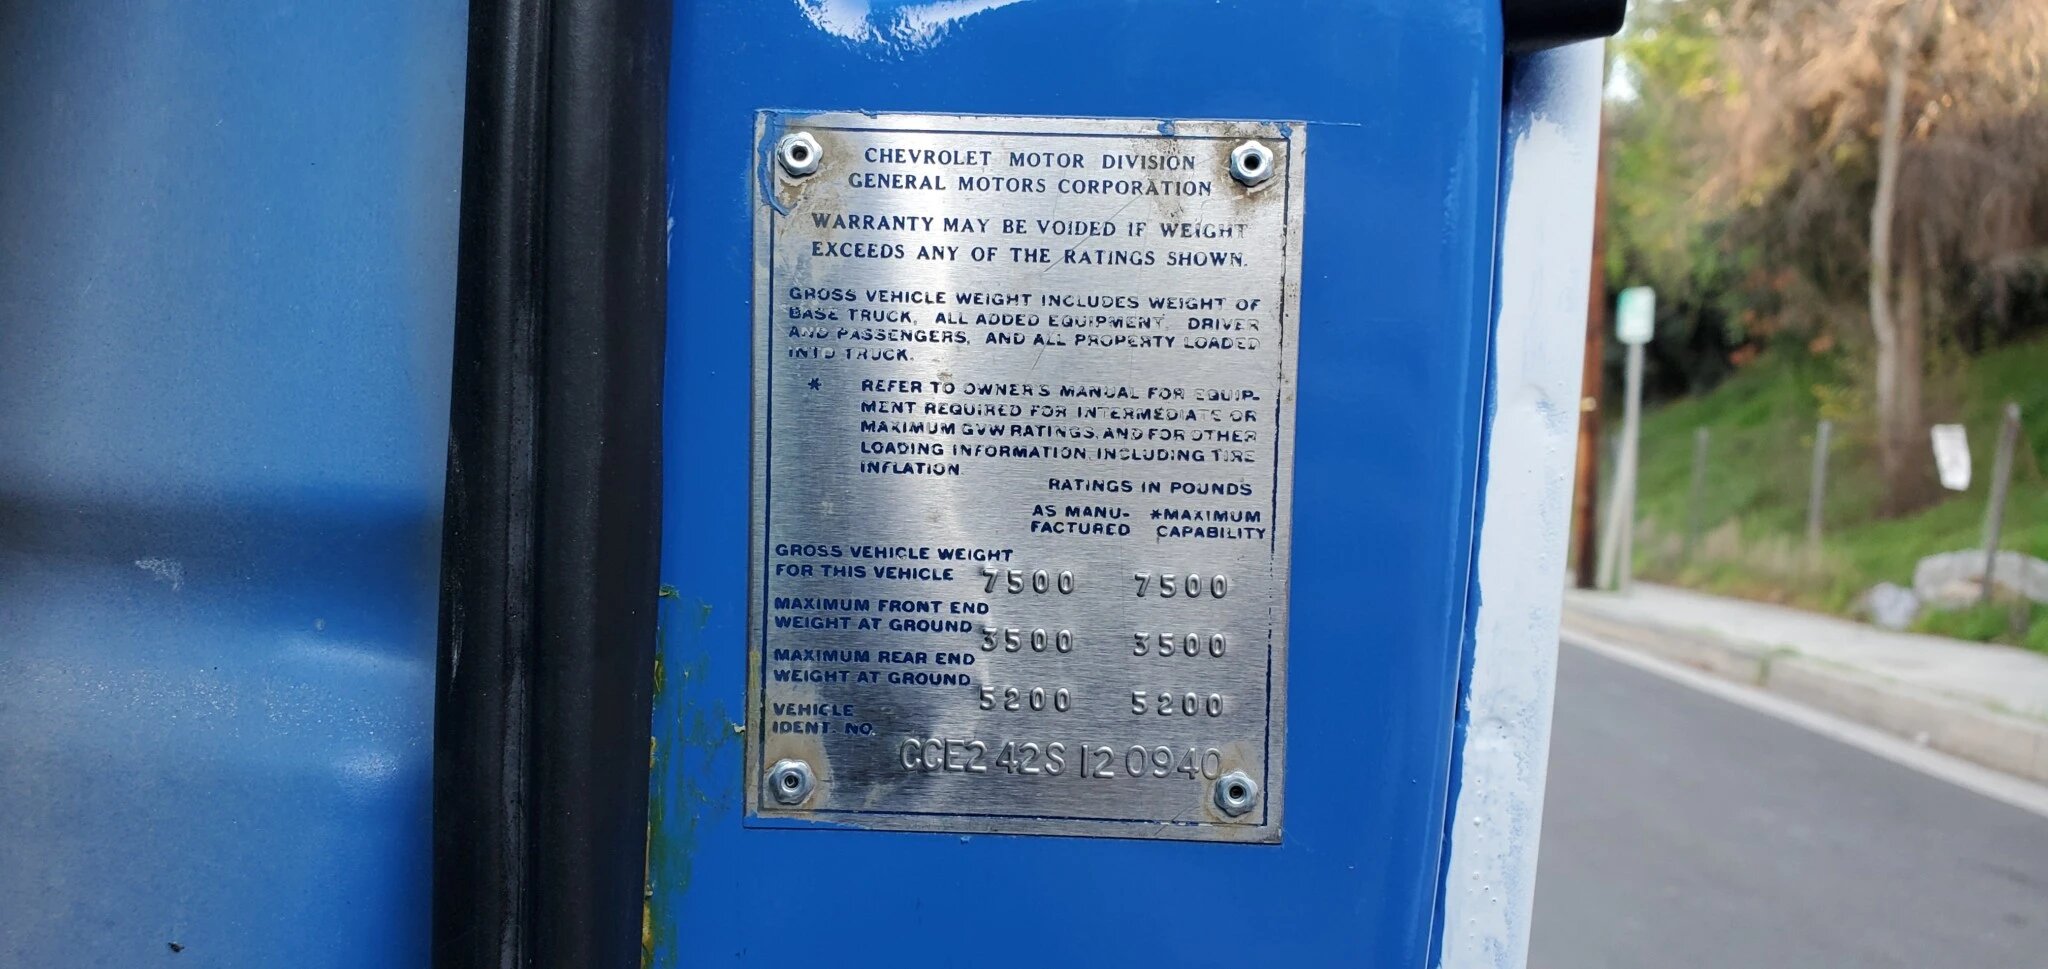 CHEVROLET MOTOR DIVISION
GENERAL MOTORS CORPORATION
WARRANTY MAY BE VOIDED IF WEIGHT
EXCEEDS ANY OF THE RATINGS SHOWN.
GROSS VEHICLE WEIGHT INCLUDES WEIGHT OF
BASE TRUCK, ALL ADDED EQUIPMENT, DRIVER
AND PASSENGERS, AND ALL PROPERTY LOADED
INTO TRUCK.
* REFER TO OWNER'S MANUAL FOR EQUIP-
MENT REQUIRED FOR INTERMEDIATE OR
MAXIMUM GVW RATINGS, AND FOR OTHER
LOADING INFORMATION INCLUDING TIRE
INFLATION
RATINGS IN POUNDS
AS MANU- *MAXIMUM
FACTURED CAPABILITY
GROSS VEHICLE WEIGHT
FOR THIS VEHICLE 7500 7500
MAXIMUM FRONT END
WEIGHT AT GROUND 3500 3500
MAXIMUM REAR END
WEIGHT AT GROUND 5200 5200
VEHICLE
IDENT. NO. CCE242S120940